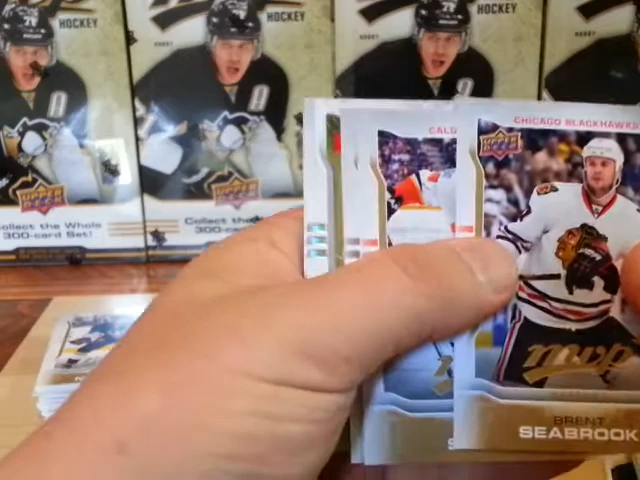 HOCKEY
HOCKEY
HOCKEY
UPPER DECK
UPPER DECK
Collect the Whole
300-card Set!
Collect the
300-c
CALG
CHICAGO BLACKHAWKS
UPPER DECK
mvp
BRENT
SEABROOK